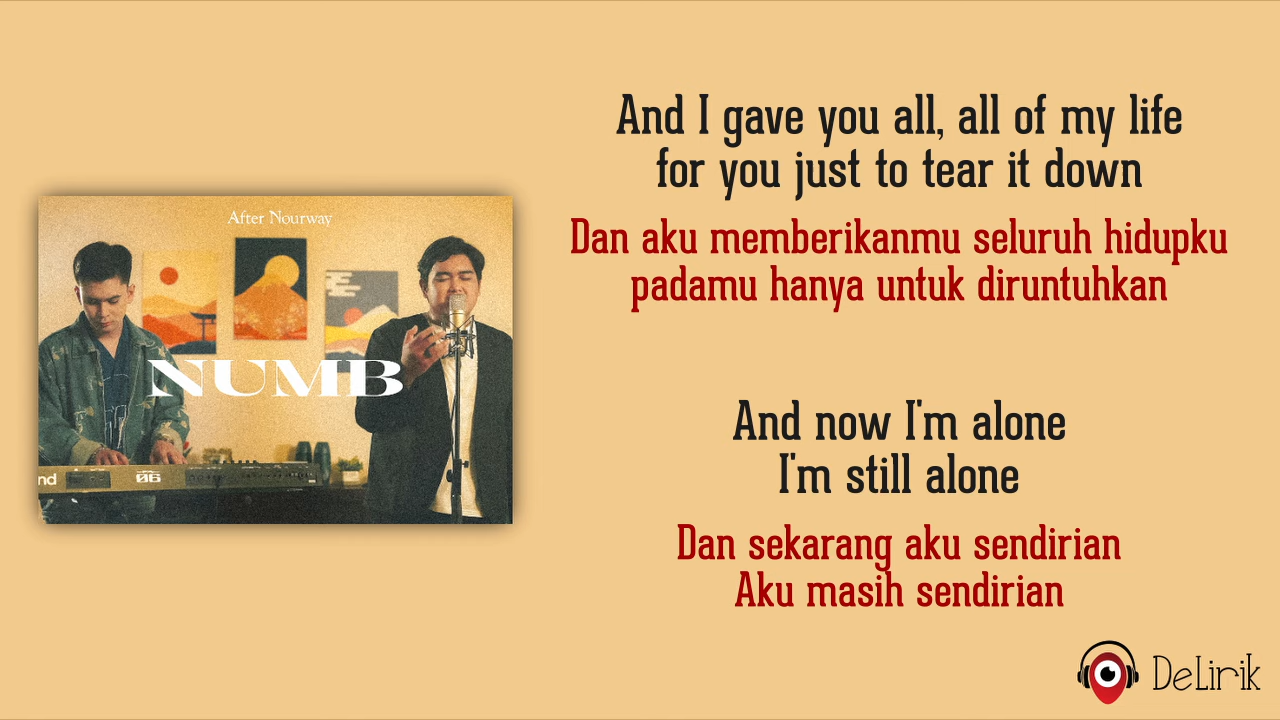 After Nourway
NUMB
nd
06
And I gave you all, all of my life
for you just to tear it down
Dan aku memberikanmu seluruh hidupku
padamu hanya untuk diruntuhkan
And now I'm alone
I'm still alone
Dan sekarang aku sendirian
Aku masih sendirian
DeLirik